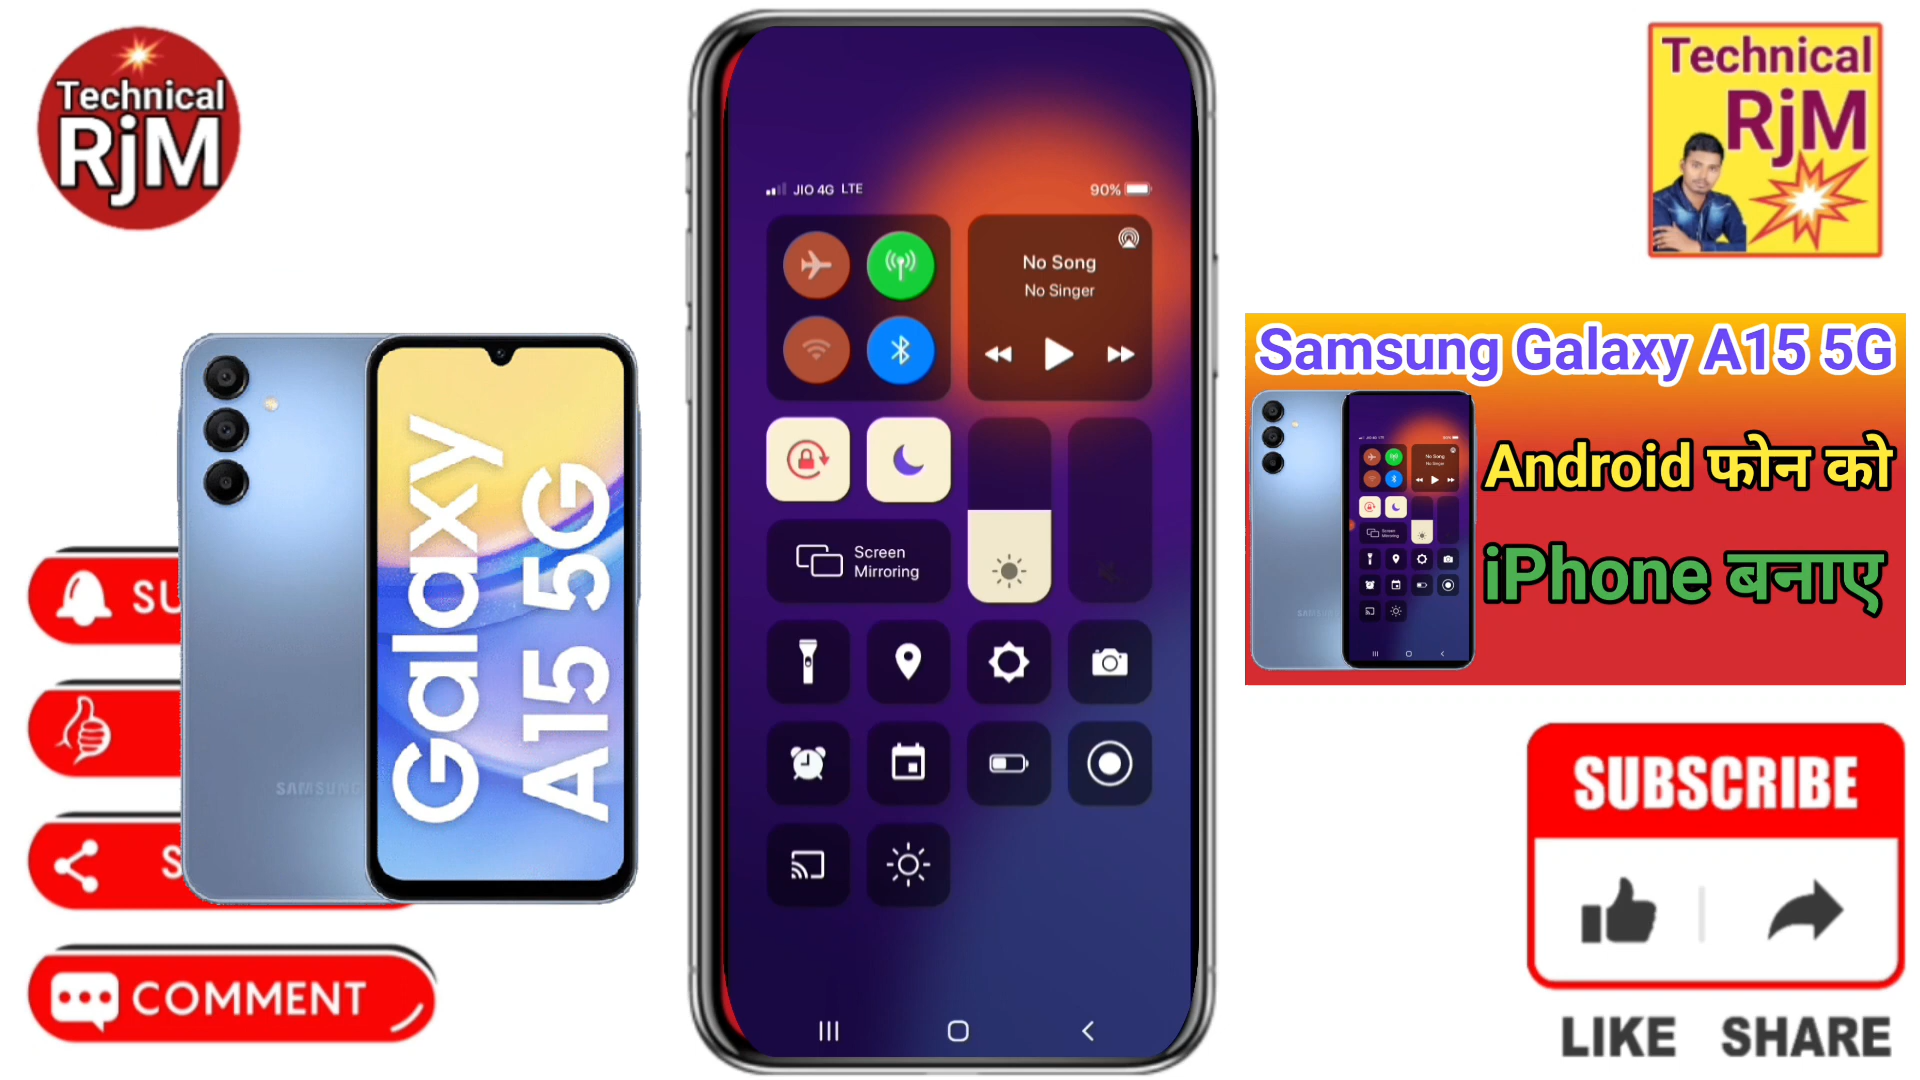 Technical
RjM
SU
S
COMMENT
SAMSUNG
Galaxy
A15 5G
JIO 4G LTE
90%
No Song
No Singer
Screen
Mirroring
Technical
RjM
Samsung Galaxy A15 5G
Android फोन को
iPhone बनाए
SUBSCRIBE
LIKE SHARE